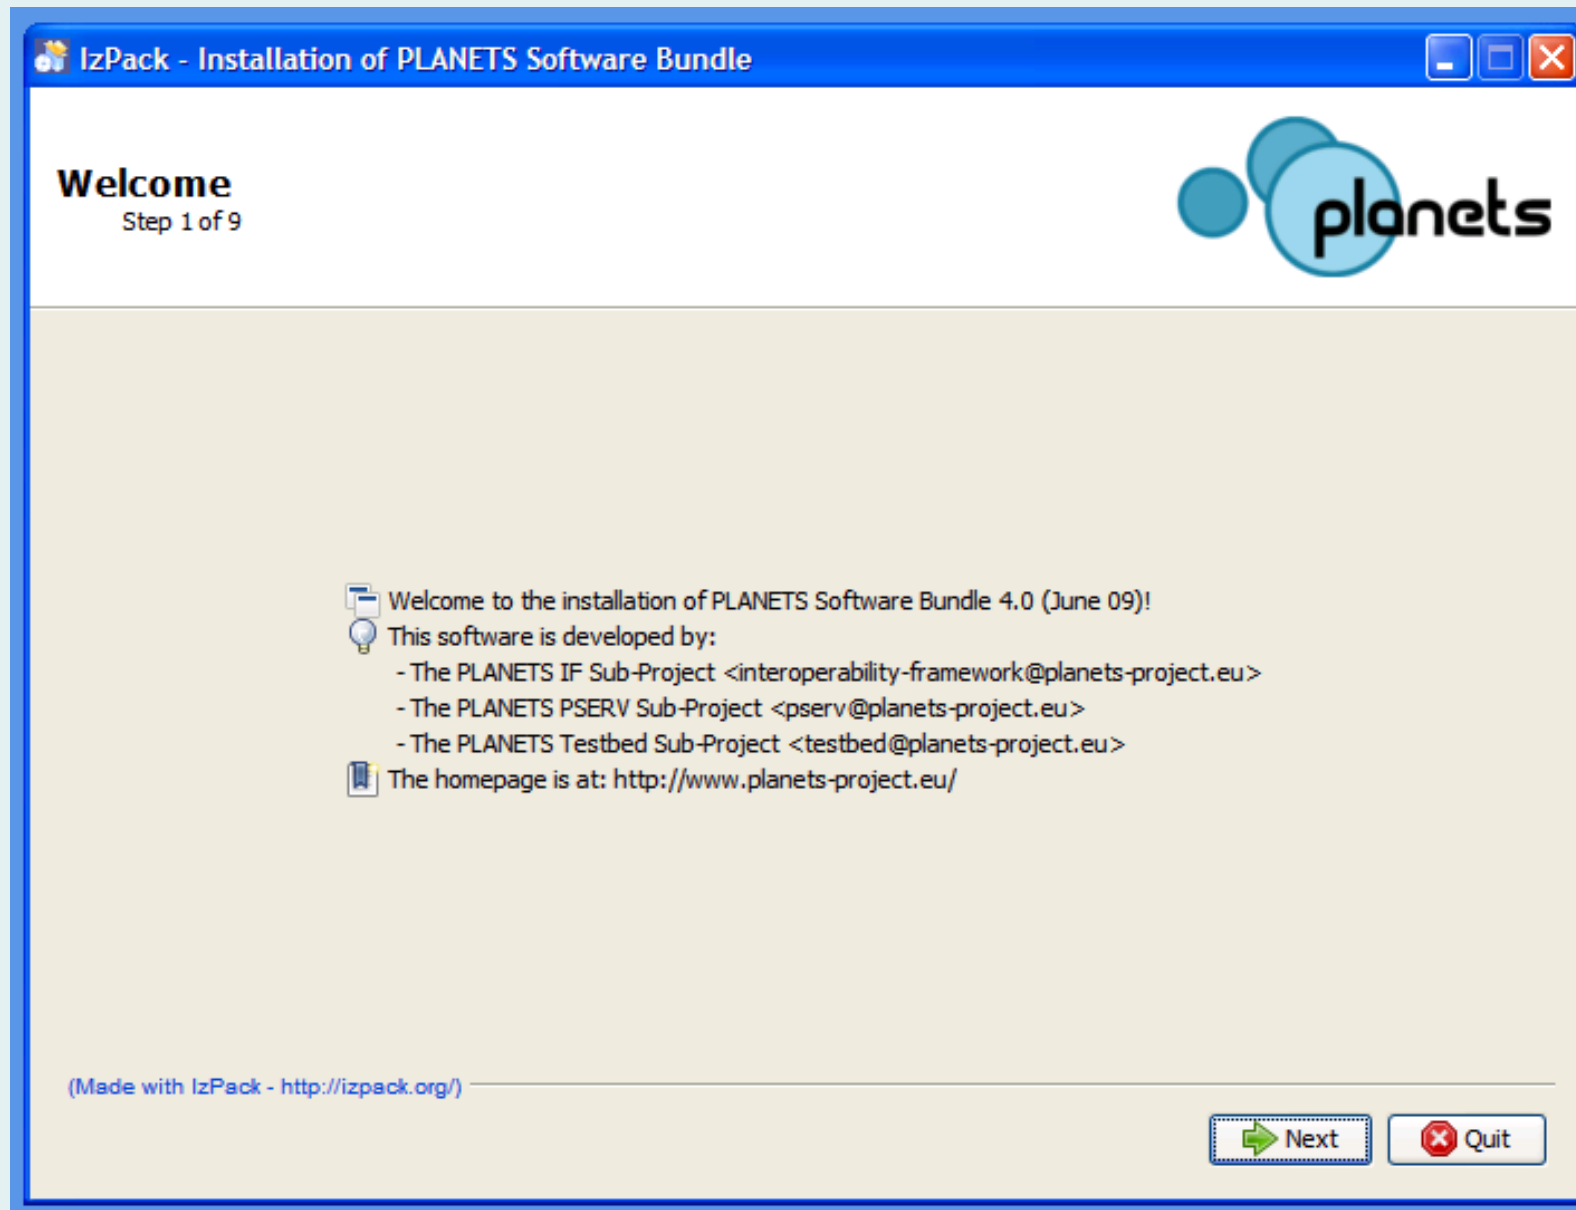 IzPack - Installation of PLANETS Software Bundle
Welcome
Step 1 of 9
planets
Welcome to the installation of PLANETS Software Bundle 4.0 (June 09)!
This software is developed by:
- The PLANETS IF Sub-Project <interoperability-framework@planets-project.eu>
- The PLANETS PSERV Sub-Project <pserv@planets-project.eu>
- The PLANETS Testbed Sub-Project <testbed@planets-project.eu>
The homepage is at: http://www.planets-project.eu/
(Made with IzPack - http://izpack.org/)
Next Quit